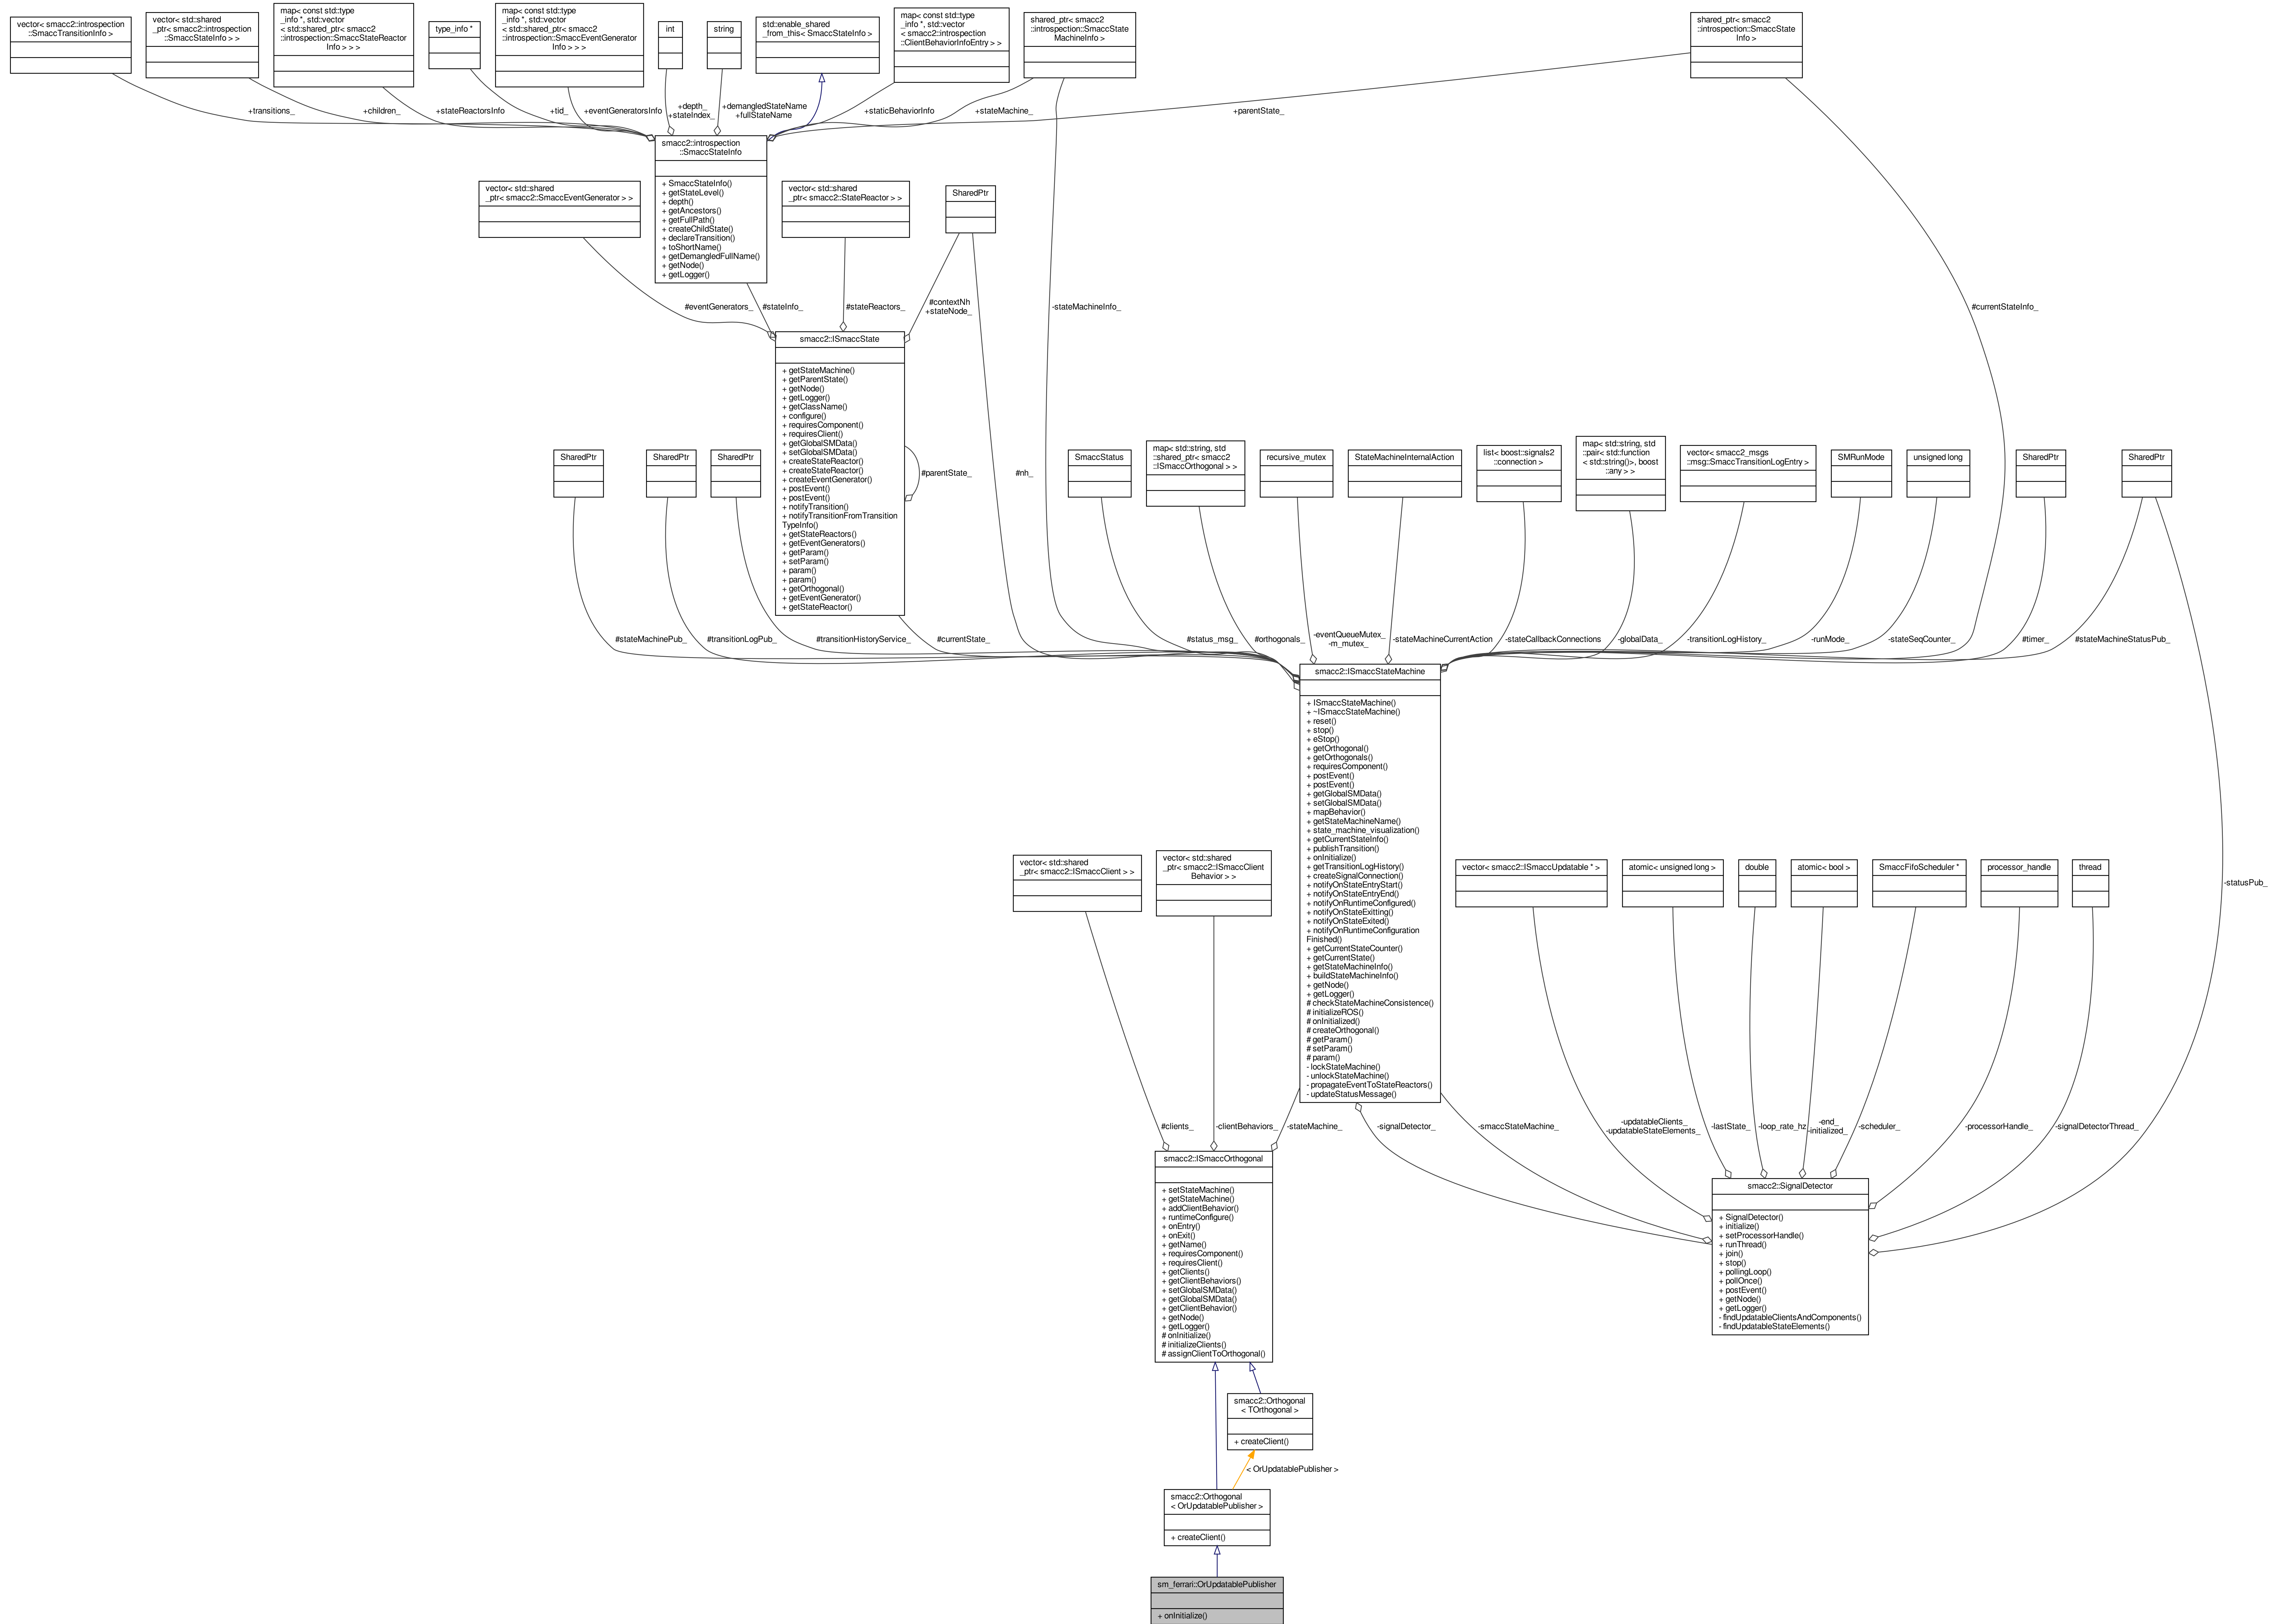 vector< smacc2::introspection
::SmaccTransitionInfo >
vector< std::shared
_ptr< smacc2::introspection
::SmaccStateInfo > >
map< const std::type
_info *, std::vector
< std::shared_ptr< smacc2
::introspection::SmaccStateReactor
Info > > >
type_info *
map< const std::type
_info *, std::vector
< std::shared_ptr< smacc2
::introspection::SmaccEventGenerator
Info > > >
int
string
std::enable_shared
_from_this< SmaccStateInfo >
map< const std::type
_info *, std::vector
< smacc2::introspection
::ClientBehaviorInfoEntry > >
shared_ptr< smacc2
::introspection::SmaccState
MachineInfo >
shared_ptr< smacc2
::introspection::SmaccState
Info >
+transitions_
+children_
+stateReactorsInfo
+tid_
+eventGeneratorsInfo
+depth_
+stateIndex_
+demangledStateName
+fullStateName
+staticBehaviorInfo
+stateMachine_
+parentState_
smacc2::introspection
::SmaccStateInfo
+ SmaccStateInfo()
+ getStateLevel()
+ depth()
+ getAncestors()
+ getFullPath()
+ createChildState()
+ declareTransition()
+ toShortName()
+ getDemangledFullName()
+ getNode()
+ getLogger()
vector< std::shared
_ptr< smacc2::SmaccEventGenerator > >
vector< std::shared
_ptr< smacc2::StateReactor > >
SharedPtr
#eventGenerators_
#stateInfo_
#stateReactors_
#contextNh
+stateNode_
-stateMachineInfo_
#currentStateInfo_
smacc2::ISmaccState
+ getStateMachine()
+ getParentState()
+ getNode()
+ getLogger()
+ getClassName()
+ configure()
+ requiresComponent()
+ requiresClient()
+ getGlobalSMData()
+ setGlobalSMData()
+ createStateReactor()
+ createStateReactor()
+ createEventGenerator()
+ postEvent()
+ postEvent()
+ notifyTransition()
+ notifyTransitionFromTransition
TypeInfo()
+ getStateReactors()
+ getEventGenerators()
+ getParam()
+ setParam()
+ param()
+ param()
+ getOrthogonal()
+ getEventGenerator()
+ getStateReactor()
#parentState_
#nh_
SharedPtr
SharedPtr
SharedPtr
SmaccStatus
map< std::string, std
::shared_ptr< smacc2
::ISmaccOrthogonal > >
recursive_mutex
StateMachineInternalAction
list< boost::signals2
::connection >
map< std::string, std
::pair< std::function
< std::string()>, boost
::any > >
vector< smacc2_msgs
::msg::SmaccTransitionLogEntry >
SMRunMode
unsigned long
SharedPtr
SharedPtr
#stateMachinePub_
#transitionLogPub_
#transitionHistoryService_
#currentState_
#status_msg_
#orthogonals_
-eventQueueMutex_
-m_mutex_
-stateMachineCurrentAction
-stateCallbackConnections
-globalData_
-transitionLogHistory_
-runMode_
-stateSeqCounter_
#timer_
#stateMachineStatusPub_
smacc2::ISmaccStateMachine
+ ISmaccStateMachine()
+ ~ISmaccStateMachine()
+ reset()
+ stop()
+ eStop()
+ getOrthogonal()
+ getOrthogonals()
+ requiresComponent()
+ postEvent()
+ postEvent()
+ getGlobalSMData()
+ setGlobalSMData()
+ mapBehavior()
+ getStateMachineName()
+ state_machine_visualization()
+ getCurrentStateInfo()
+ publishTransition()
+ onInitialize()
+ getTransitionLogHistory()
+ createSignalConnection()
+ notifyOnStateEntryStart()
+ notifyOnStateEntryEnd()
+ notifyOnRuntimeConfigured()
+ notifyOnStateExitting()
+ notifyOnStateExited()
+ notifyOnRuntimeConfiguration
Finished()
+ getCurrentStateCounter()
+ getCurrentState()
+ getStateMachineInfo()
+ buildStateMachineInfo()
+ getNode()
+ getLogger()
# checkStateMachineConsistence()
# initializeROS()
# onInitialized()
# createOrthogonal()
# getParam()
# setParam()
# param()
- lockStateMachine()
- unlockStateMachine()
- propagateEventToStateReactors()
- updateStatusMessage()
vector< std::shared
_ptr< smacc2::ISmaccClient > >
vector< std::shared
_ptr< smacc2::ISmaccClient
Behavior > >
vector< smacc2::ISmaccUpdatable * >
atomic< unsigned long >
double
atomic< bool >
SmaccFifoScheduler *
processor_handle
thread
-statusPub_
#clients_
-clientBehaviors_
-stateMachine_
-signalDetector_
-smaccStateMachine_
-updatableClients_
-updatableStateElements_
-lastState_
-loop_rate_hz
-end_
-initialized_
-scheduler_
-processorHandle_
-signalDetectorThread_
smacc2::ISmaccOrthogonal
+ setStateMachine()
+ getStateMachine()
+ addClientBehavior()
+ runtimeConfigure()
+ onEntry()
+ onExit()
+ getName()
+ requiresComponent()
+ requiresClient()
+ getClients()
+ getClientBehaviors()
+ setGlobalSMData()
+ getGlobalSMData()
+ getClientBehavior()
+ getNode()
+ getLogger()
# onInitialize()
# initializeClients()
# assignClientToOrthogonal()
smacc2::SignalDetector
+ SignalDetector()
+ initialize()
+ setProcessorHandle()
+ runThread()
+ join()
+ stop()
+ pollingLoop()
+ pollOnce()
+ postEvent()
+ getNode()
+ getLogger()
- findUpdatableClientsAndComponents()
- findUpdatableStateElements()
smacc2::Orthogonal
< TOrthogonal >
+ createClient()
< OrUpdatablePublisher >
smacc2::Orthogonal
< OrUpdatablePublisher >
+ createClient()
sm_ferrari::OrUpdatablePublisher
+ onInitialize()